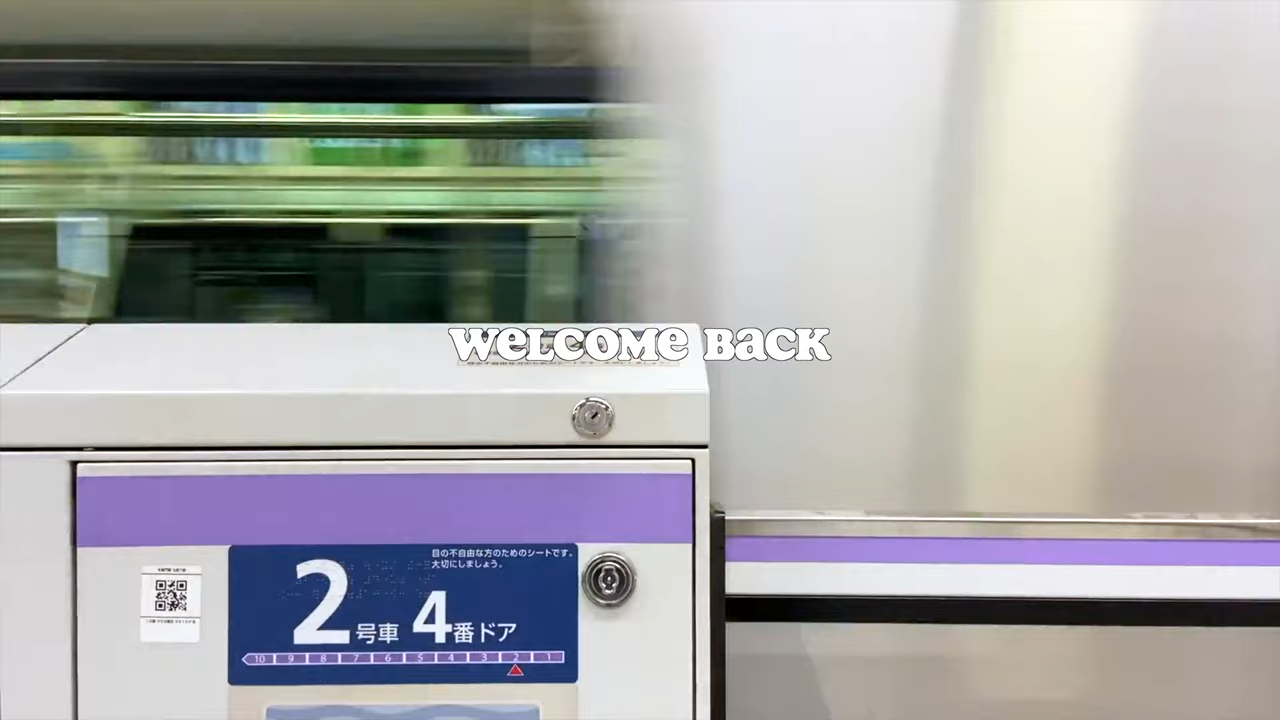 WELCOME BACK
目の不自由な方のためのシートです。
大切にしましょう。
2号車 4番ドア
10 9 8 7 6 5 4 3 2 1